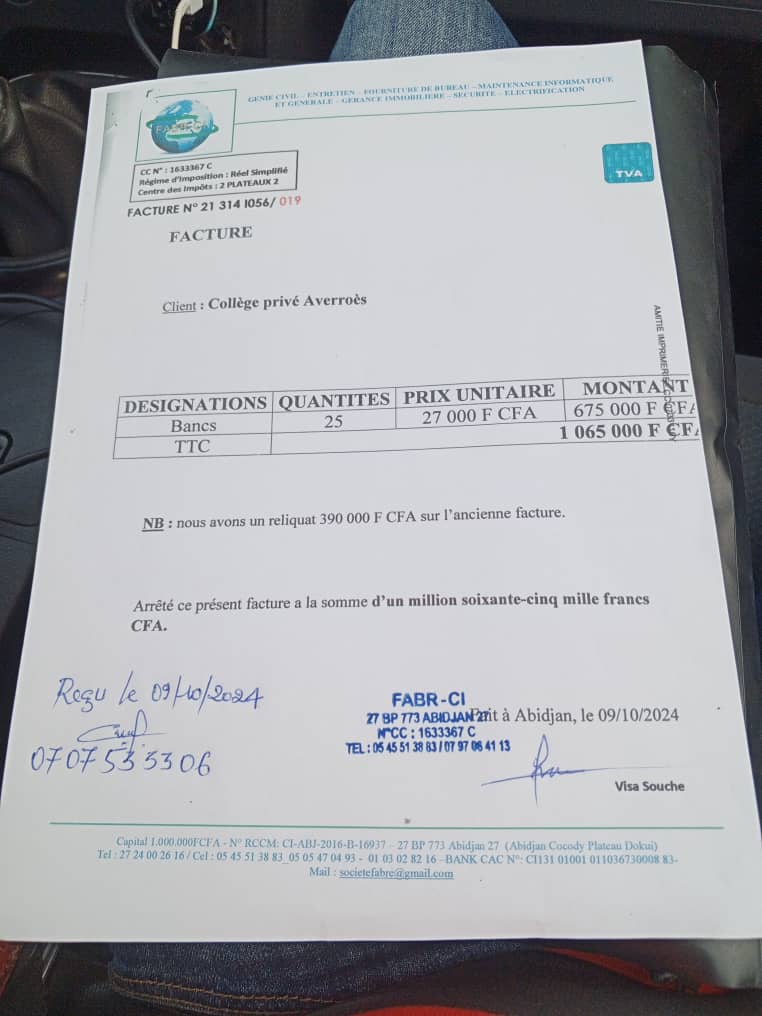 GENIE CIVIL – ENTRETIEN – FOURNITURE DE BUREAU – MAINTENANCE INFORMATIQUE
ET GENERALE – GERANCE IMMOBILIERE – SECURITE – ELECTRIFICATION
CC N° : 1633367 C
Régime d'Imposition : Réel Simplifié
Centre des Impôts : 2 PLATEAUX 2
TVA
FACTURE N° 21 314 I056/ 019
FACTURE
Client : Collège privé Averroès
AMITIE IMPRIMERIE
DESIGNATIONS QUANTITES PRIX UNITAIRE MONTANT
Bancs 25 27 000 F CFA 675 000 F CFA
TTC 1 065 000 F CFA
NB : nous avons un reliquat 390 000 F CFA sur l'ancienne facture.
Arrêté ce présent facture a la somme d'un million soixante-cinq mille francs
CFA.
Reçu le 09/10/2024
07 07 53 53 06
FABR-CI
27 BP 773 ABIDJAN 27
N°CC : 1633367 C
TEL : 05 45 51 38 83 / 07 97 06 41 13
Fait à Abidjan, le 09/10/2024
Visa Souche
Capital 1.000.000FCFA - N° RCCM: CI-ABJ-2016-B-16937 – 27 BP 773 Abidjan 27 (Abidjan Cocody Plateau Dokui)
Tel : 27 24 00 26 16 / Cel : 05 45 51 38 83_05 05 47 04 93 - 01 03 02 82 16 –BANK CAC N°: CI131 01001 011036730008 83-
Mail : societefabre@gmail.com